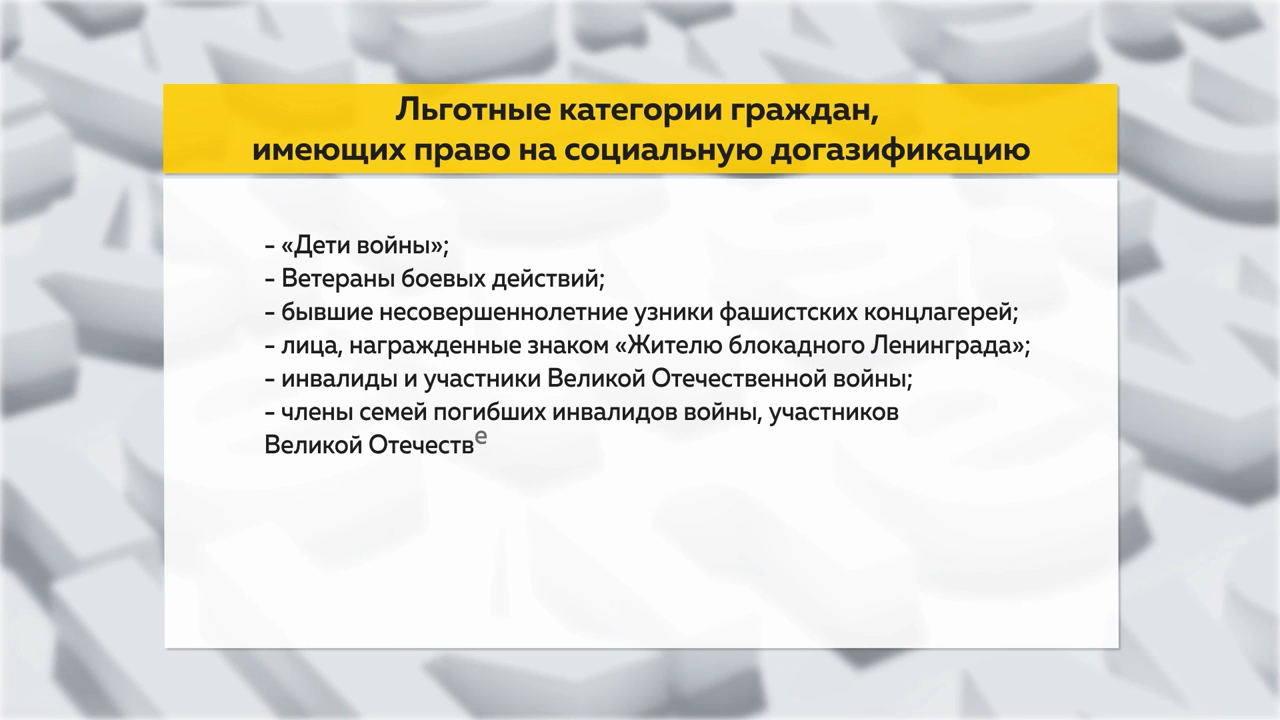 Льготные категории граждан,
имеющих право на социальную догазификацию
- «Дети войны»;
- Ветераны боевых действий;
- бывшие несовершеннолетние узники фашистских концлагерей;
- лица, награжденные знаком «Жителю блокадного Ленинграда»;
- инвалиды и участники Великой Отечественной войны;
- члены семей погибших инвалидов войны, участников
Великой Отечестве